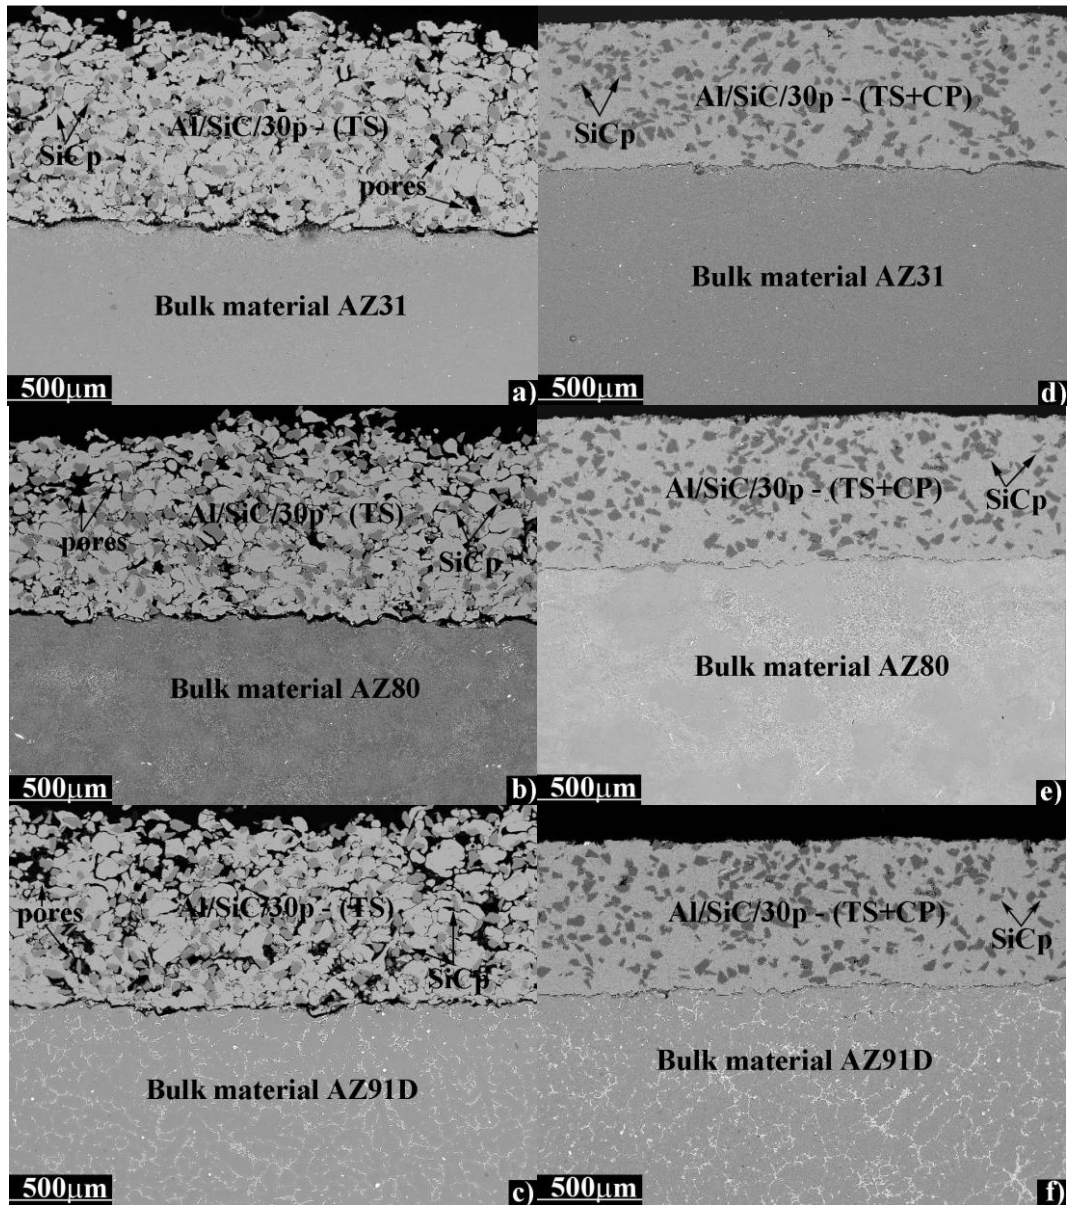 Al/SiC/30p - (TS)
SiCp
pores
Bulk material AZ31
500μm
a)
Al/SiC/30p - (TS+CP)
SiCp
Bulk material AZ31
500μm
d)
Al/SiC/30p - (TS)
pores
SiCp
Bulk material AZ80
500μm
b)
Al/SiC/30p - (TS+CP)
SiCp
Bulk material AZ80
500μm
e)
Al/SiC/30p - (TS)
pores
SiCp
Bulk material AZ91D
500μm
c)
Al/SiC/30p - (TS+CP)
SiCp
Bulk material AZ91D
500μm
f)